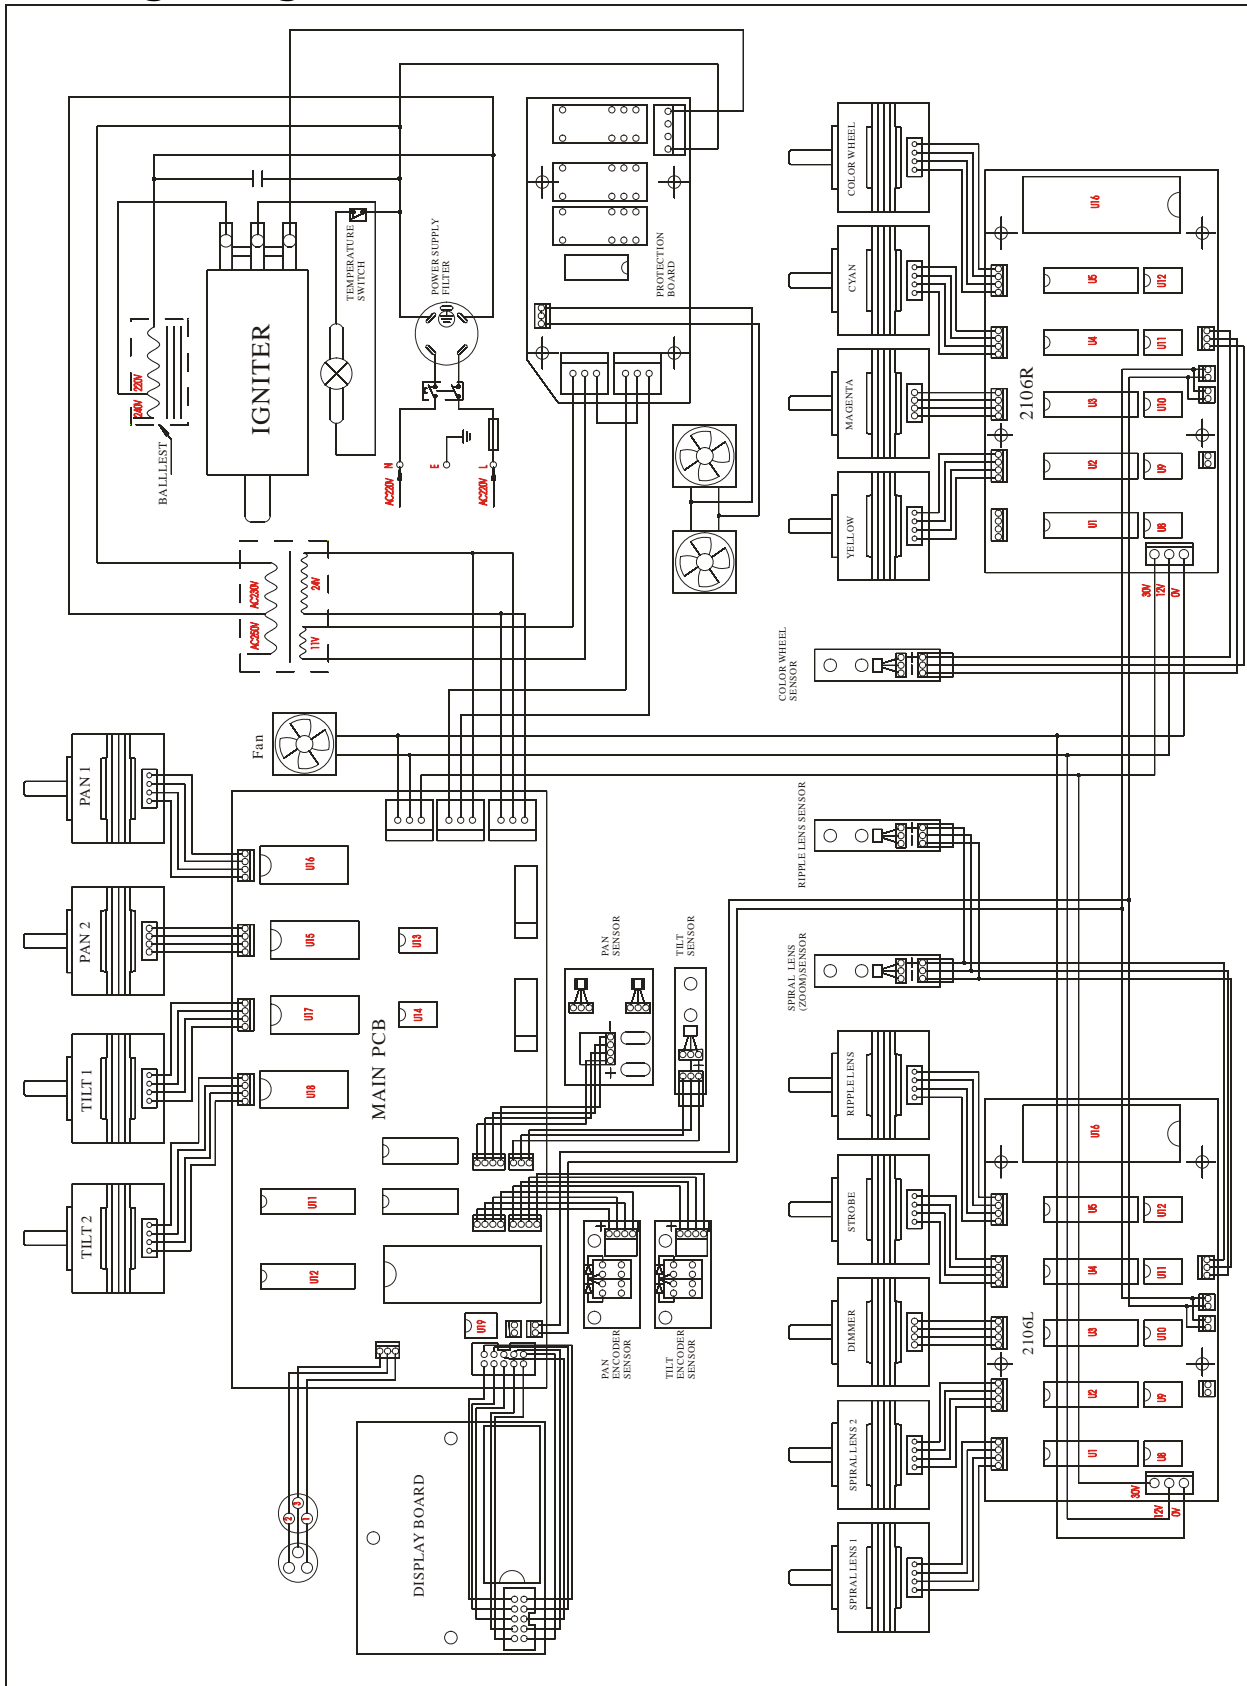 COLOR WHEEL
CYAN
MAGENTA
YELLOW
2106R
U16
U5
U12
U4
U11
U3
U10
U2
U9
U1
U8
30V
12V
0V
PROTECTION
BOARD
POWER SUPPLY
FILTER
TEMPERATURE
SWITCH
IGNITER
220V
240V
BALLLEST
AC220V
N
E
L
AC220V
AC230V
AC250V
24V
11V
COLOR WHEEL
SENSOR
Fan
PAN 1
PAN 2
TILT 1
TILT 2
U16
U15
U17
U18
U13
U14
MAIN PCB
U11
U12
U19
PAN
SENSOR
TILT
SENSOR
PAN
ENCODER
SENSOR
TILT
ENCODER
SENSOR
RIPPLE LENS SENSOR
SPIRAL LENS
(ZOOM)SENSOR
RIPPLE LENS
STROBE
DIMMER
SPIRAL LENS 2
SPIRAL LENS 1
2106L
U16
U5
U12
U4
U11
U3
U10
U2
U9
U1
U8
30V
12V
0V
DISPLAY BOARD
2
3
1